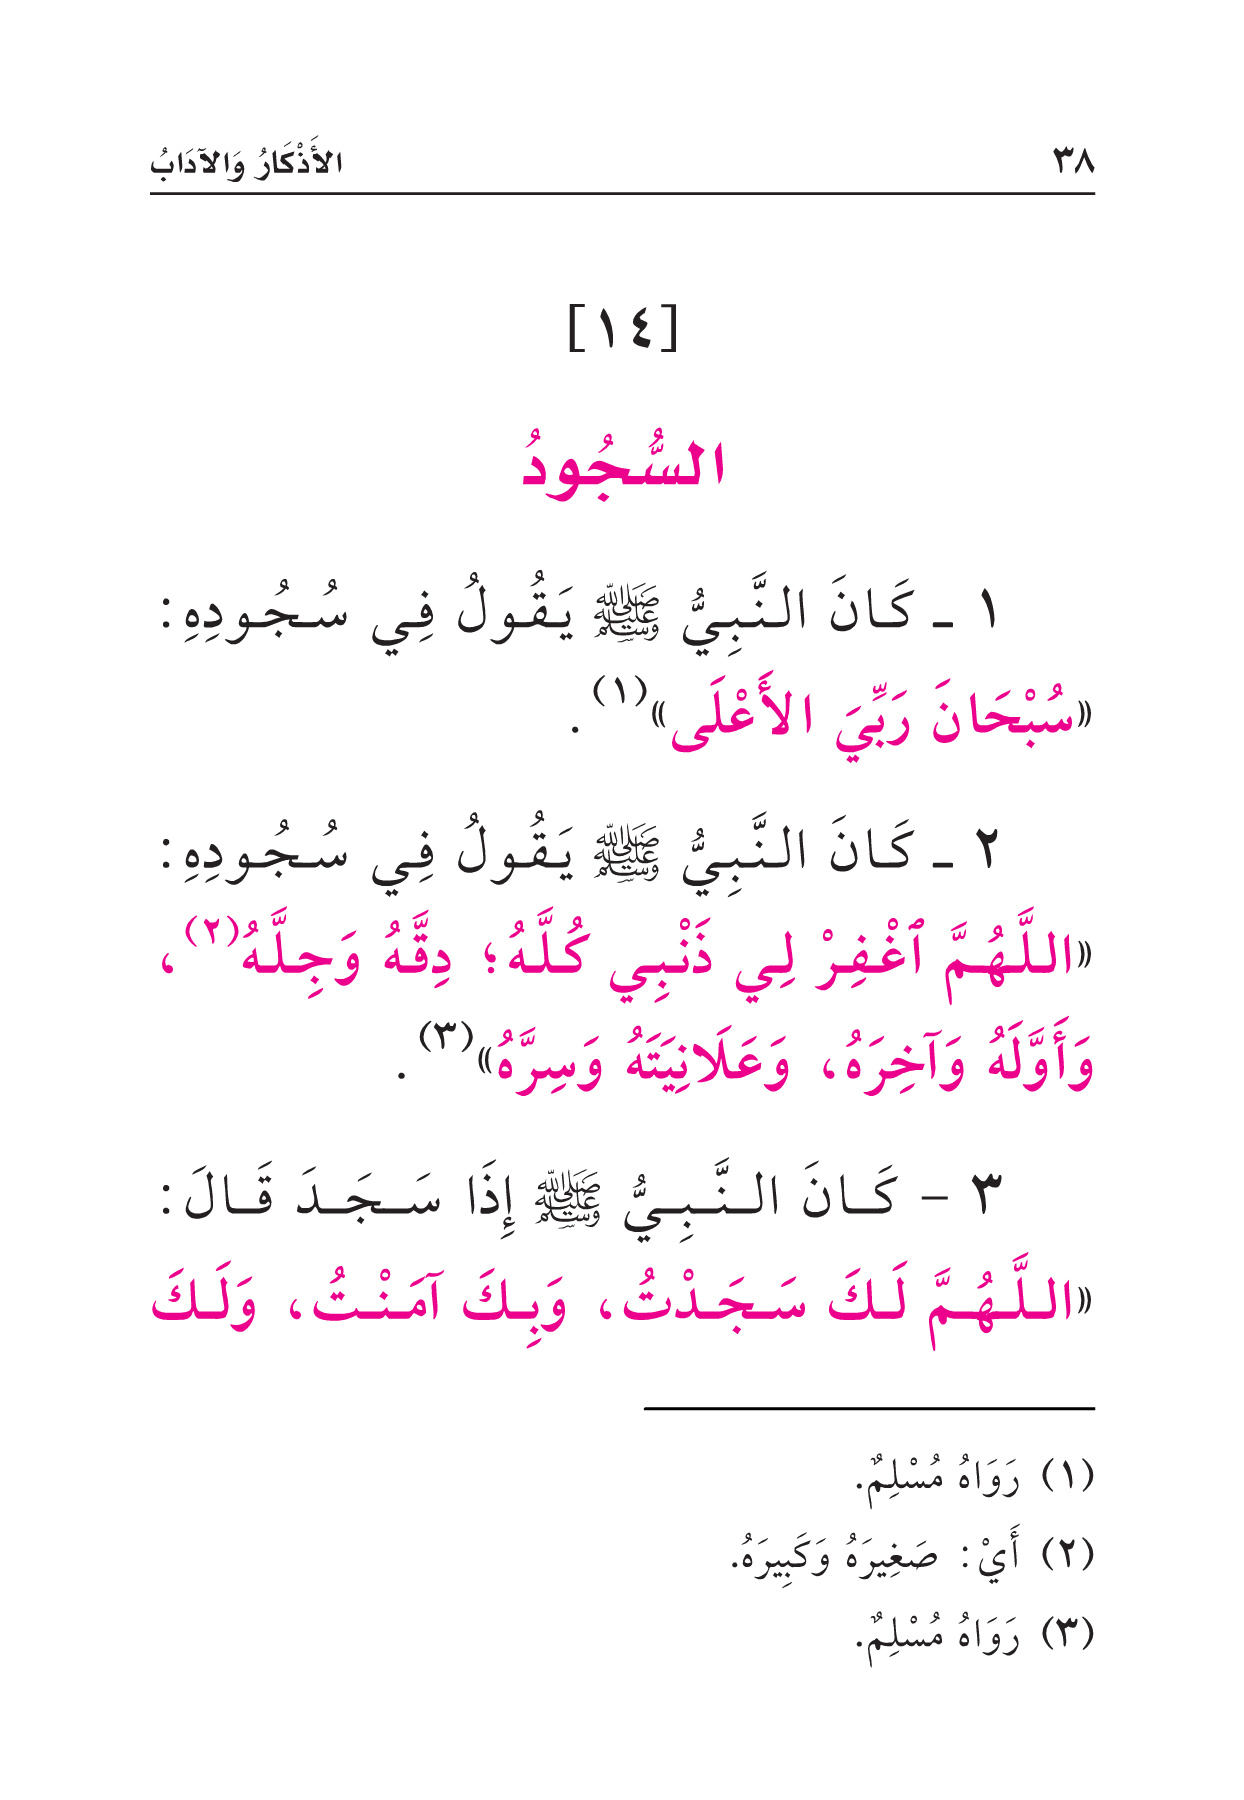 ٣٨ الأَذْكَارُ وَالآدَابُ
[١٤]
السُّجُودُ
١ ـ كَانَ النَّبِيُّ ﷺ يَقُولُ فِي سُجُودِهِ:
«سُبْحَانَ رَبِّيَ الأَعْلَى»(١).
٢ ـ كَانَ النَّبِيُّ ﷺ يَقُولُ فِي سُجُودِهِ:
«اللَّهُمَّ ٱغْفِرْ لِي ذَنْبِي كُلَّهُ؛ دِقَّهُ وَجِلَّهُ(٢)،
وَأَوَّلَهُ وَآخِرَهُ، وَعَلَانِيَتَهُ وَسِرَّهُ»(٣).
٣ – كَانَ النَّبِيُّ ﷺ إِذَا سَجَدَ قَالَ:
«اللَّهُمَّ لَكَ سَجَدْتُ، وَبِكَ آمَنْتُ، وَلَكَ
(١) رَوَاهُ مُسْلِمٌ.
(٢) أَيْ: صَغِيرَهُ وَكَبِيرَهُ.
(٣) رَوَاهُ مُسْلِمٌ.